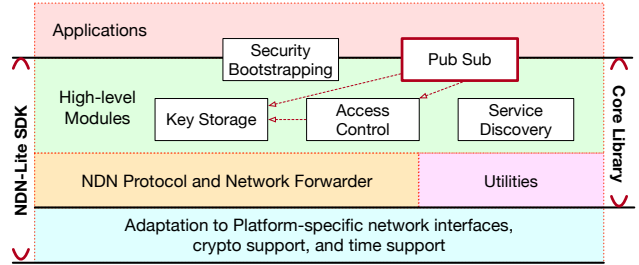 Applications
Security
Bootstrapping
Pub Sub
High-level
Modules
Key Storage
Access
Control
Service
Discovery
NDN-Lite SDK
Core Library
NDN Protocol and Network Forwarder
Utilities
Adaptation to Platform-specific network interfaces,
crypto support, and time support